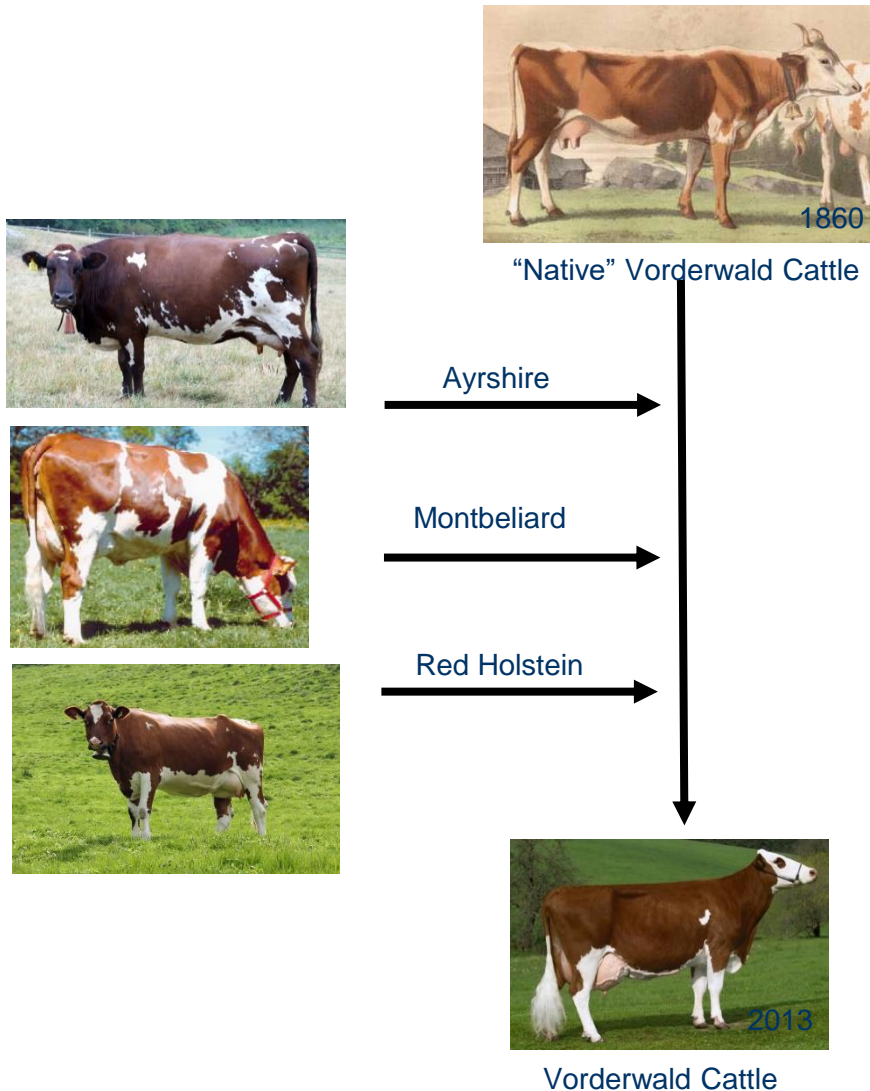 1860
“Native” Vorderwald Cattle
Ayrshire
Montbeliard
Red Holstein
2013
Vorderwald Cattle